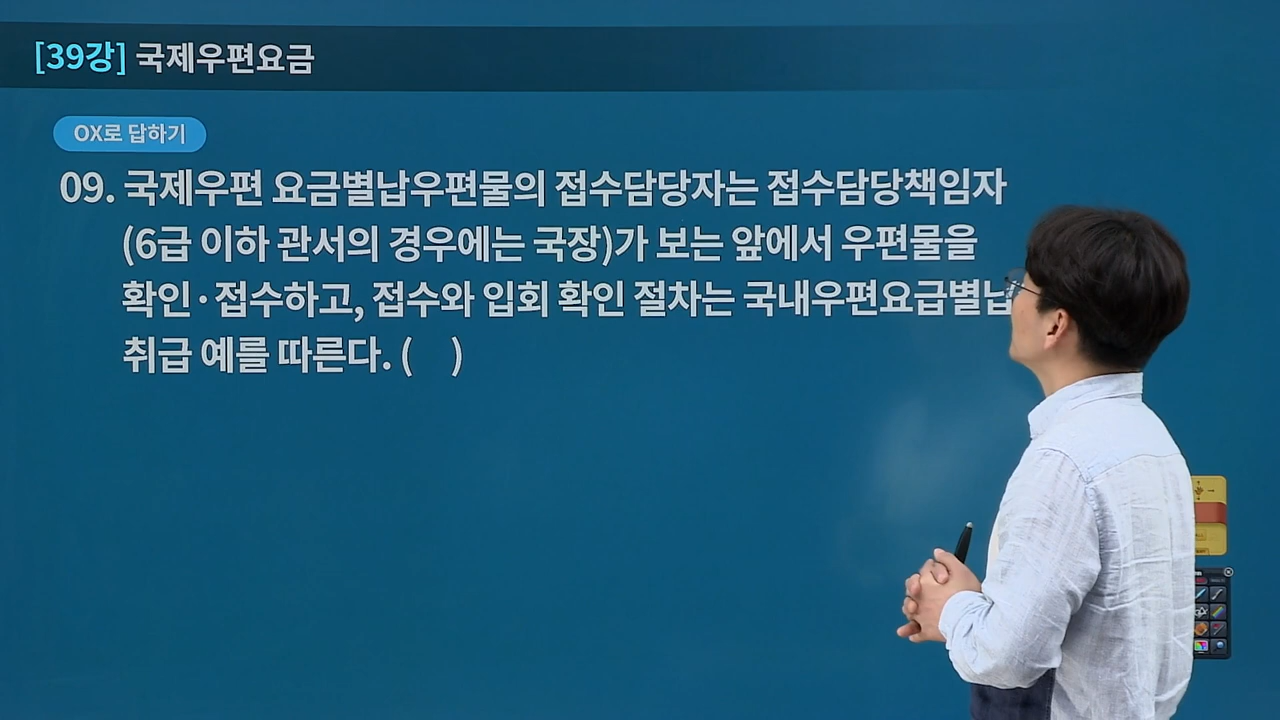 [39강] 국제우편요금
OX로 답하기
09. 국제우편 요금별납우편물의 접수담당자는 접수담당책임자
(6급 이하 관서의 경우에는 국장)가 보는 앞에서 우편물을
확인·접수하고, 접수와 입회 확인 절차는 국내우편요급별납
취급 예를 따른다. (    )